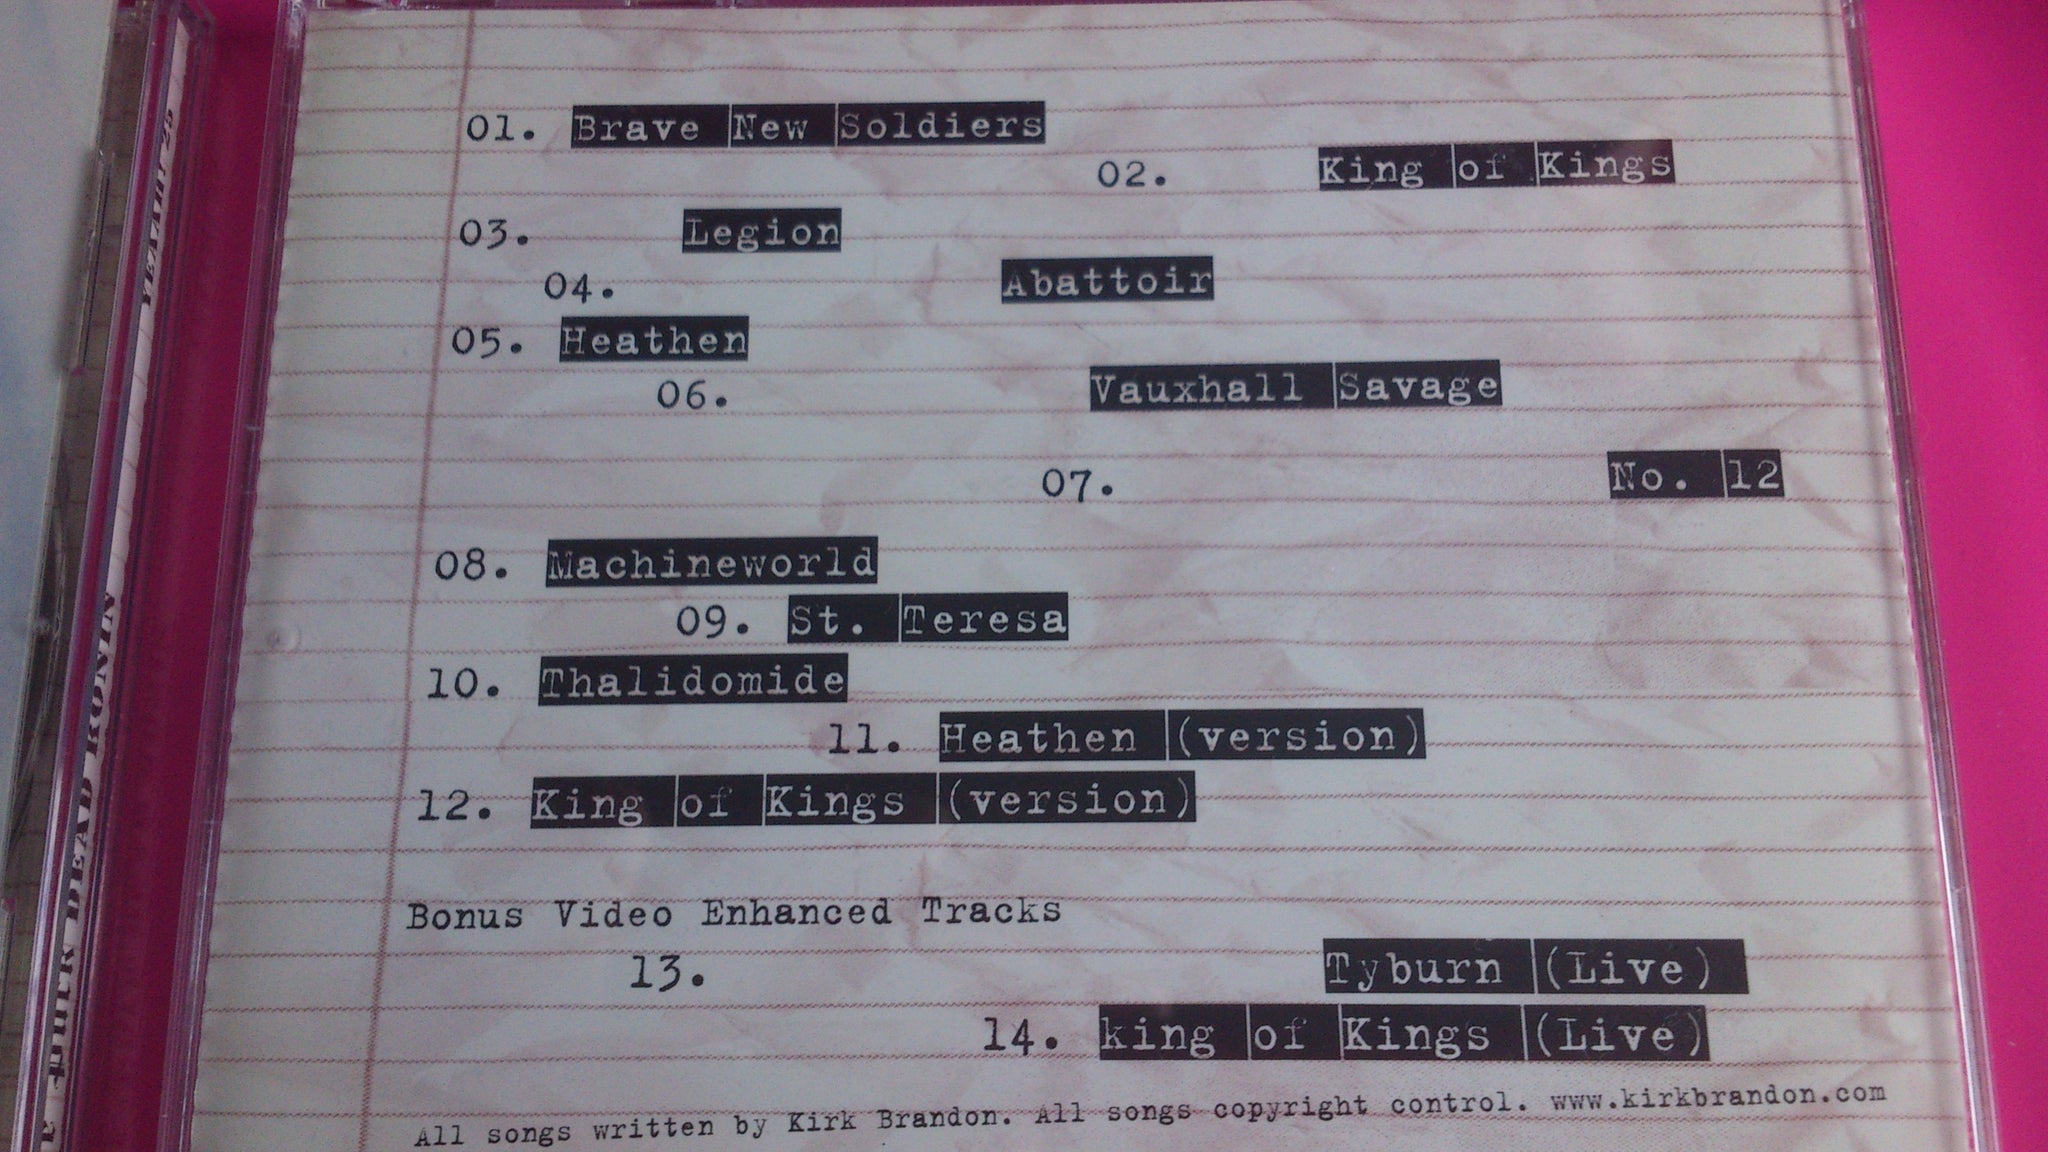 01. Brave New Soldiers
02. King of Kings
03. Legion
04. Abattoir
05. Heathen
06. Vauxhall Savage
07. No. 12
08. Machineworld
09. St. Teresa
10. Thalidomide
11. Heathen (version)
12. King of Kings (version)
Bonus Video Enhanced Tracks
13. Tyburn (Live)
14. king of Kings (Live)
All songs written by Kirk Brandon. All songs copyright control. www.kirkbrandon.com
DEAD RONIN